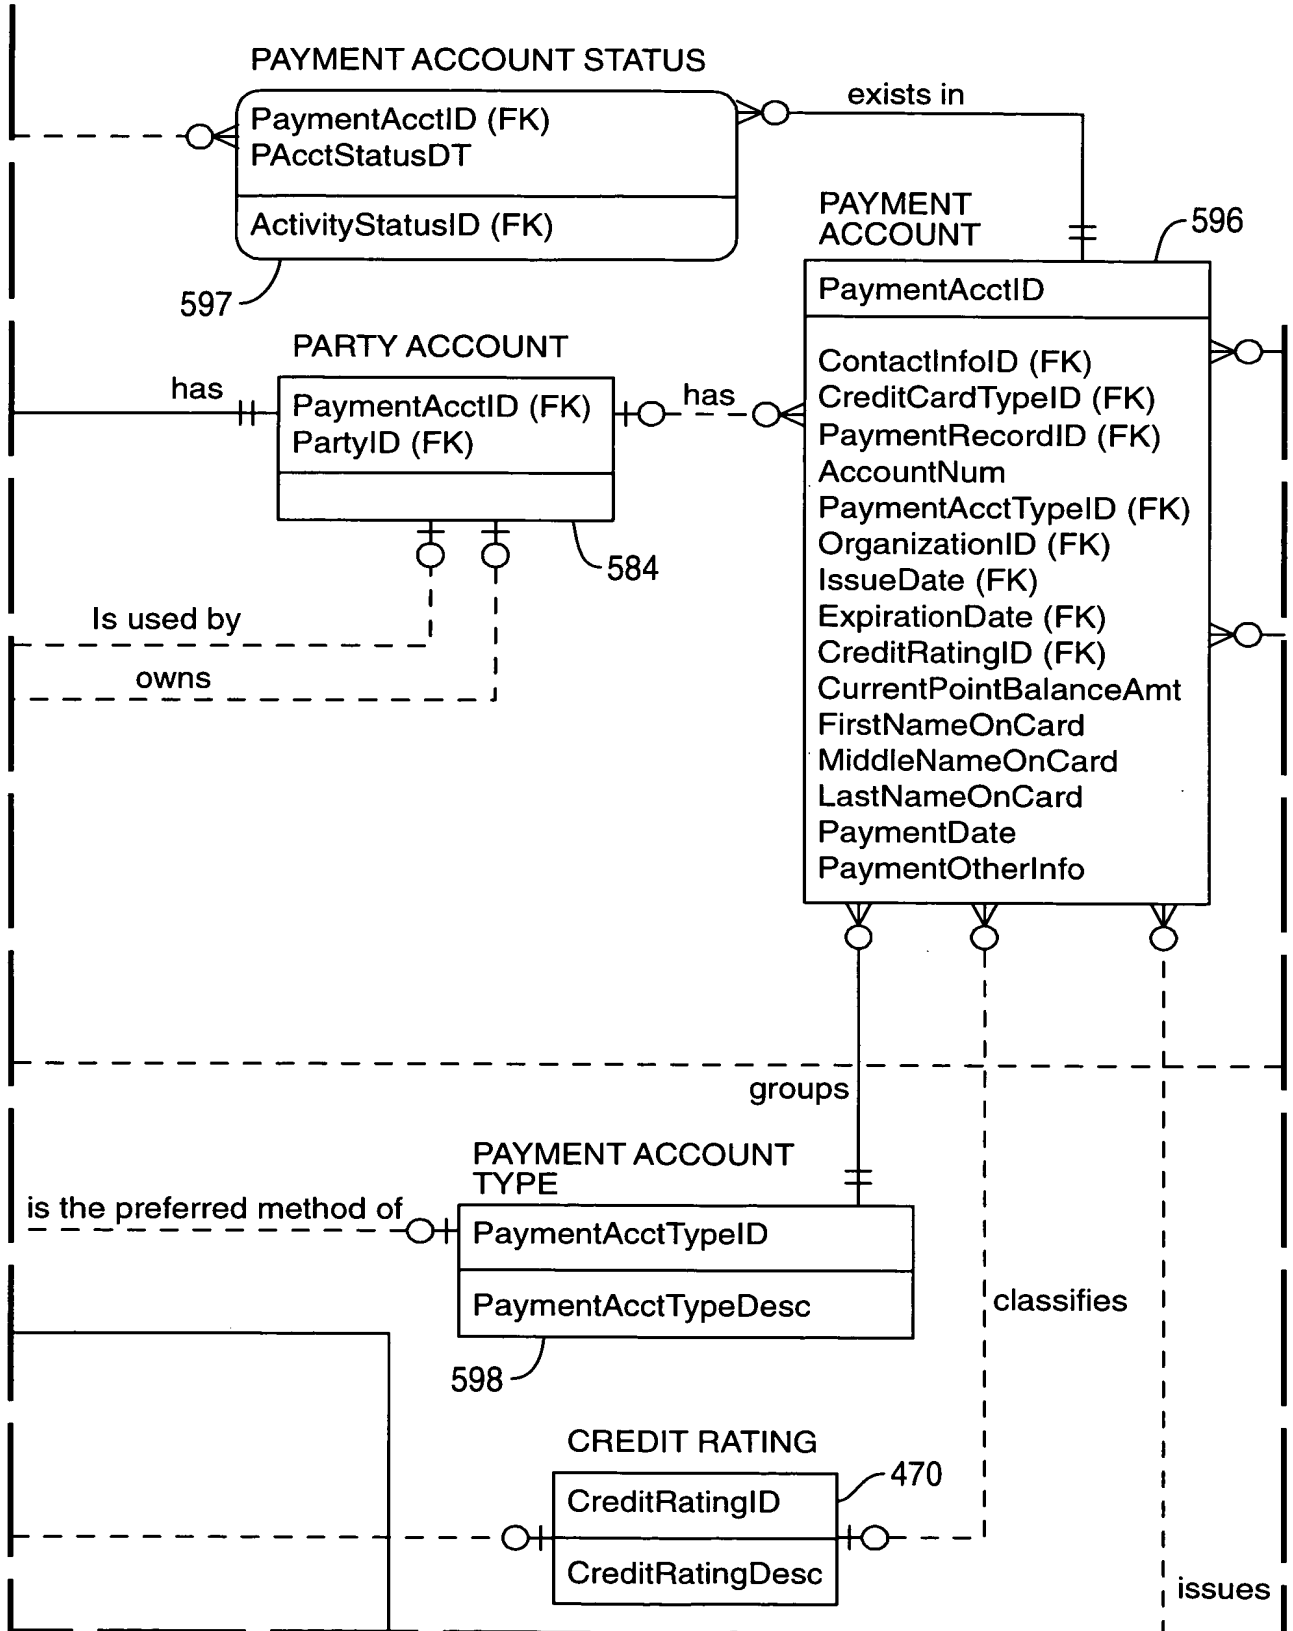 PAYMENT ACCOUNT STATUS
PaymentAcctID (FK)
PAcctStatusDT
ActivityStatusID (FK)
597
exists in
PAYMENT
ACCOUNT
596
PaymentAcctID
ContactInfoID (FK)
CreditCardTypeID (FK)
PaymentRecordID (FK)
AccountNum
PaymentAcctTypeID (FK)
OrganizationID (FK)
IssueDate (FK)
ExpirationDate (FK)
CreditRatingID (FK)
CurrentPointBalanceAmt
FirstNameOnCard
MiddleNameOnCard
LastNameOnCard
PaymentDate
PaymentOtherInfo
PARTY ACCOUNT
has
PaymentAcctID (FK)
PartyID (FK)
has
584
Is used by
owns
groups
PAYMENT ACCOUNT
TYPE
is the preferred method of
PaymentAcctTypeID
PaymentAcctTypeDesc
598
classifies
CREDIT RATING
470
CreditRatingID
CreditRatingDesc
issues